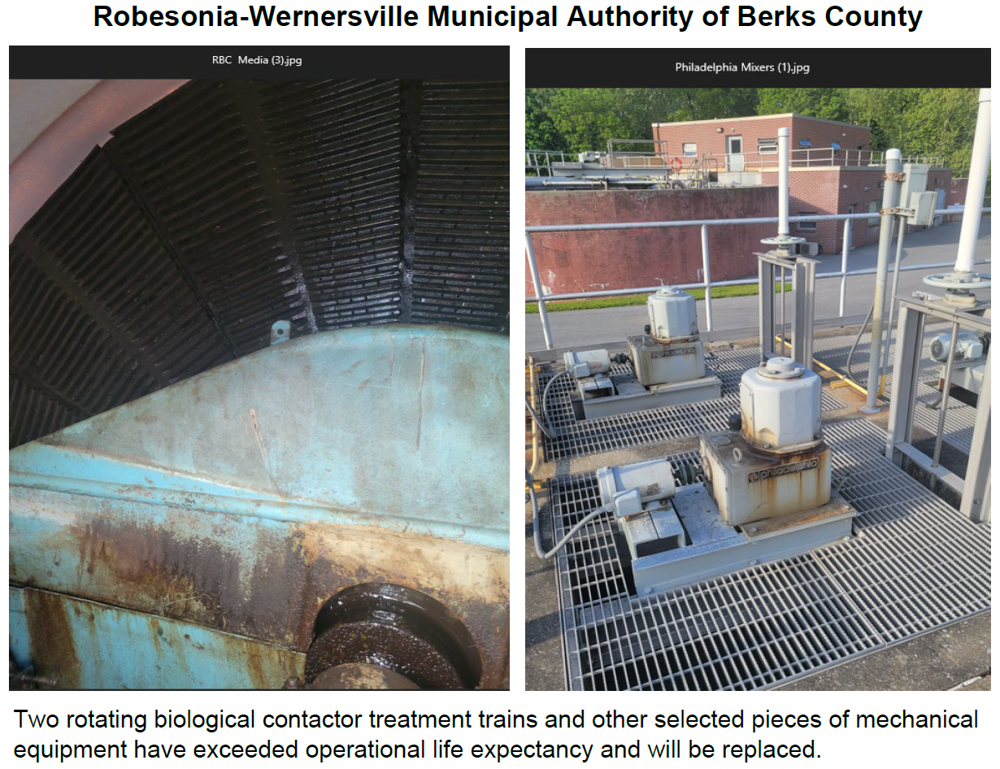 Robesonia-Wernersville Municipal Authority of Berks County
RBC Media (3).jpg
Philadelphia Mixers (1).jpg
philadelphia
Two rotating biological contactor treatment trains and other selected pieces of mechanical
equipment have exceeded operational life expectancy and will be replaced.